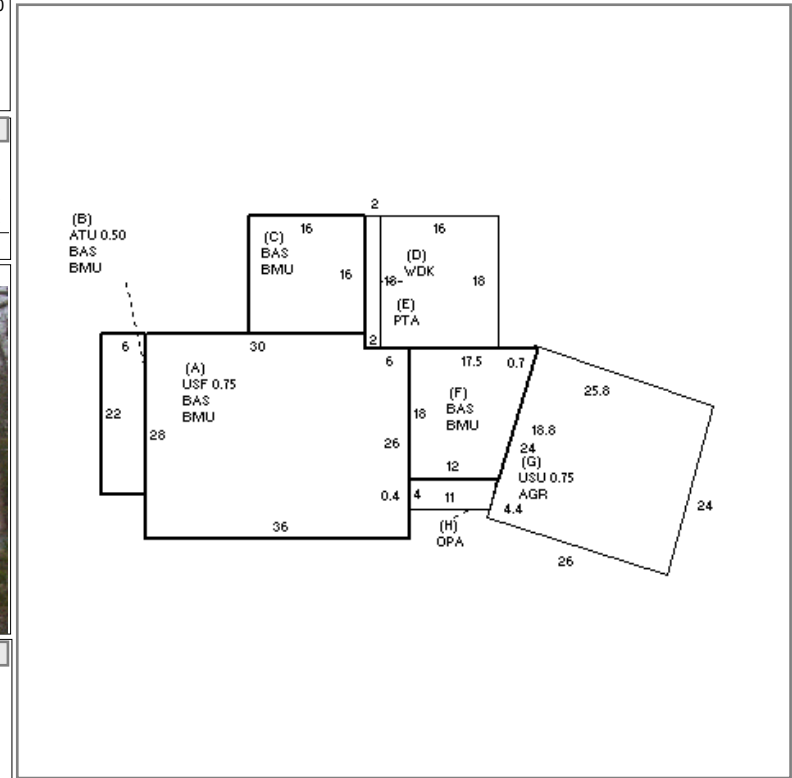 0
2
(B)
ATU 0.50
BAS
BMU
16
16
(C)
BAS
BMU
16
(D)
WDK
18
18
(E)
PTA
2
6
30
6
17.5
0.7
(A)
USF 0.75
BAS
BMU
25.8
(F)
BAS
BMU
22
18
28
26
18.8
24
(G)
USU 0.75
AGR
12
0.4
4
11
4.4
24
(H)
OPA
36
26